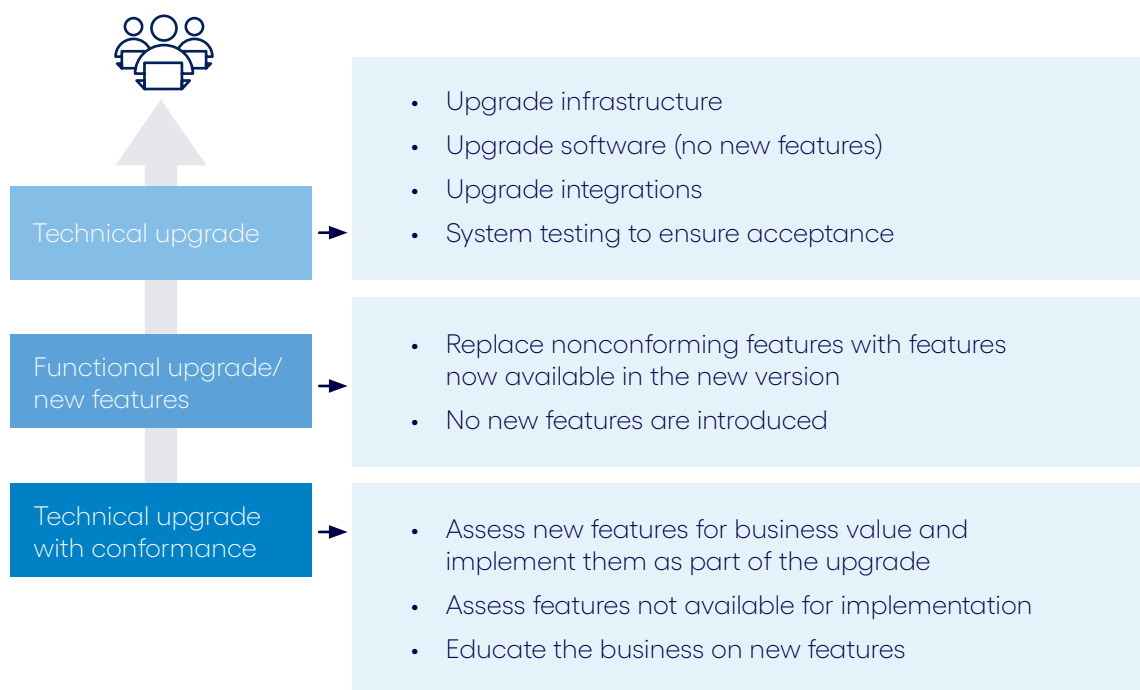 Technical upgrade
• Upgrade infrastructure
• Upgrade software (no new features)
• Upgrade integrations
• System testing to ensure acceptance
Functional upgrade/
new features
• Replace nonconforming features with features
now available in the new version
• No new features are introduced
Technical upgrade
with conformance
• Assess new features for business value and
implement them as part of the upgrade
• Assess features not available for implementation
• Educate the business on new features